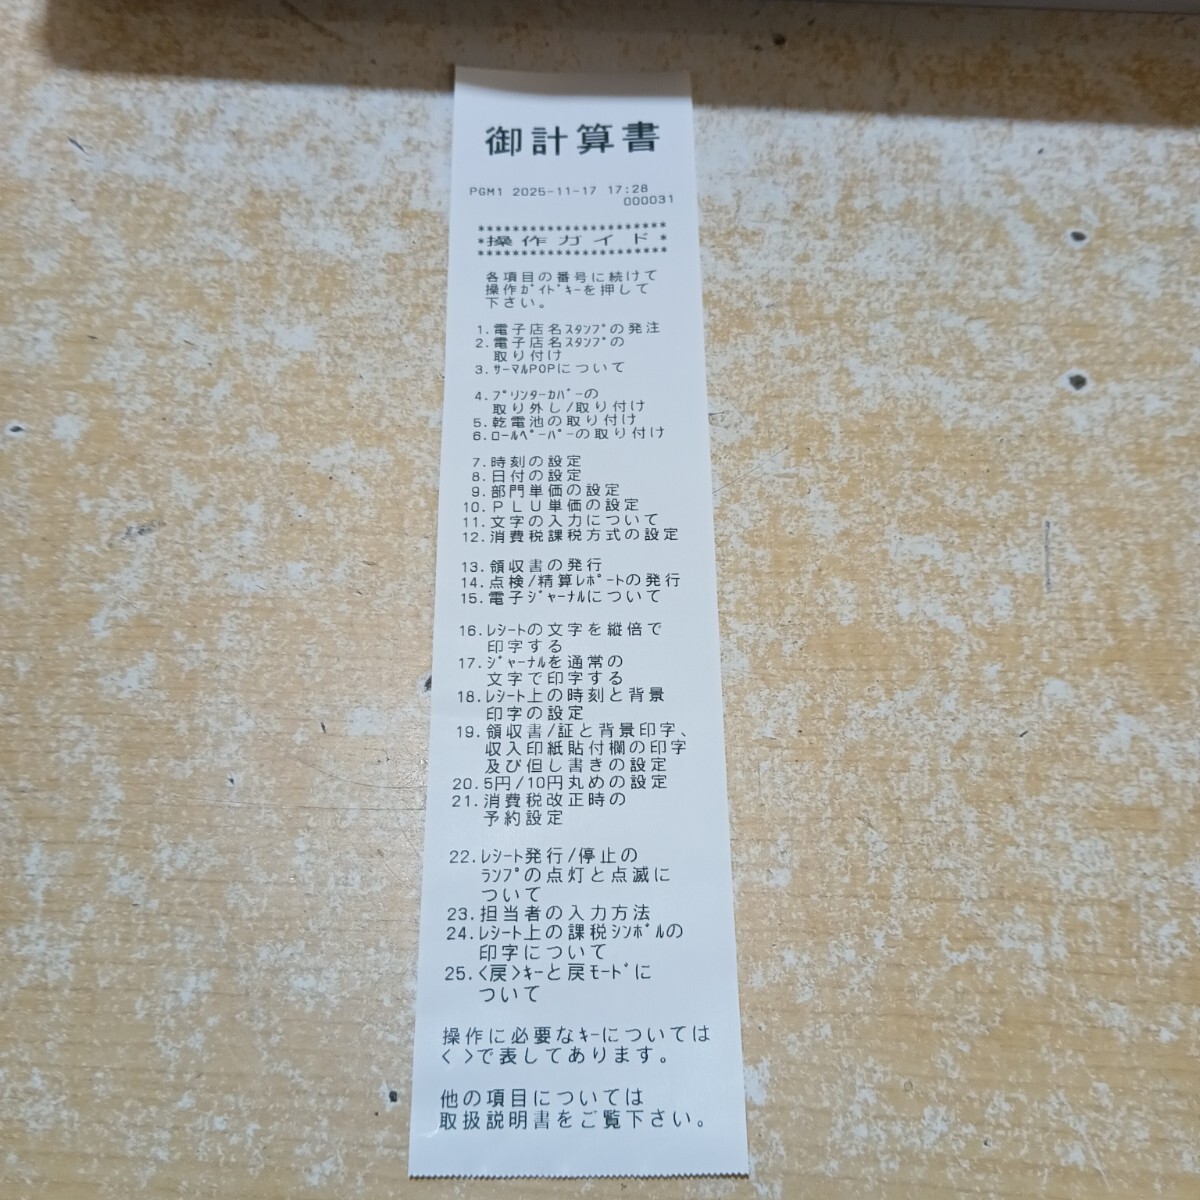 御計算書
PGM1 2025-11-17 17:28
000031
**********************
*操作ガイド*
**********************
各項目の番号に続けて
操作ｶﾞｲﾄﾞｷｰを押して
下さい。
1.電子店名ｽﾀﾝﾌﾟの発注
2.電子店名ｽﾀﾝﾌﾟの
取り付け
3.ｻｰﾏﾙPOPについて
4.ﾌﾟﾘﾝﾀｰｶﾊﾞｰの
取り外し/取り付け
5.乾電池の取り付け
6.ﾛｰﾙﾍﾟｰﾊﾟｰの取り付け
7.時刻の設定
8.日付の設定
9.部門単価の設定
10.ＰＬＵ単価の設定
11.文字の入力について
12.消費税課税方式の設定
13.領収書の発行
14.点検/精算ﾚﾎﾟｰﾄの発行
15.電子ｼﾞｬｰﾅﾙについて
16.ﾚｼｰﾄの文字を縦倍で
印字する
17.ｼﾞｬｰﾅﾙを通常の
文字で印字する
18.ﾚｼｰﾄ上の時刻と背景
印字の設定
19.領収書/証と背景印字、
収入印紙貼付欄の印字
及び但し書きの設定
20.5円/10円丸めの設定
21.消費税改正時の
予約設定
22.ﾚｼｰﾄ発行/停止の
ﾗﾝﾌﾟの点灯と点滅に
ついて
23.担当者の入力方法
24.ﾚｼｰﾄ上の課税ｼﾝﾎﾞﾙの
印字について
25.<戻>ｷｰと戻ﾓｰﾄﾞに
ついて
操作に必要なｷｰについては
< >で表してあります。
他の項目については
取扱説明書をご覧下さい。